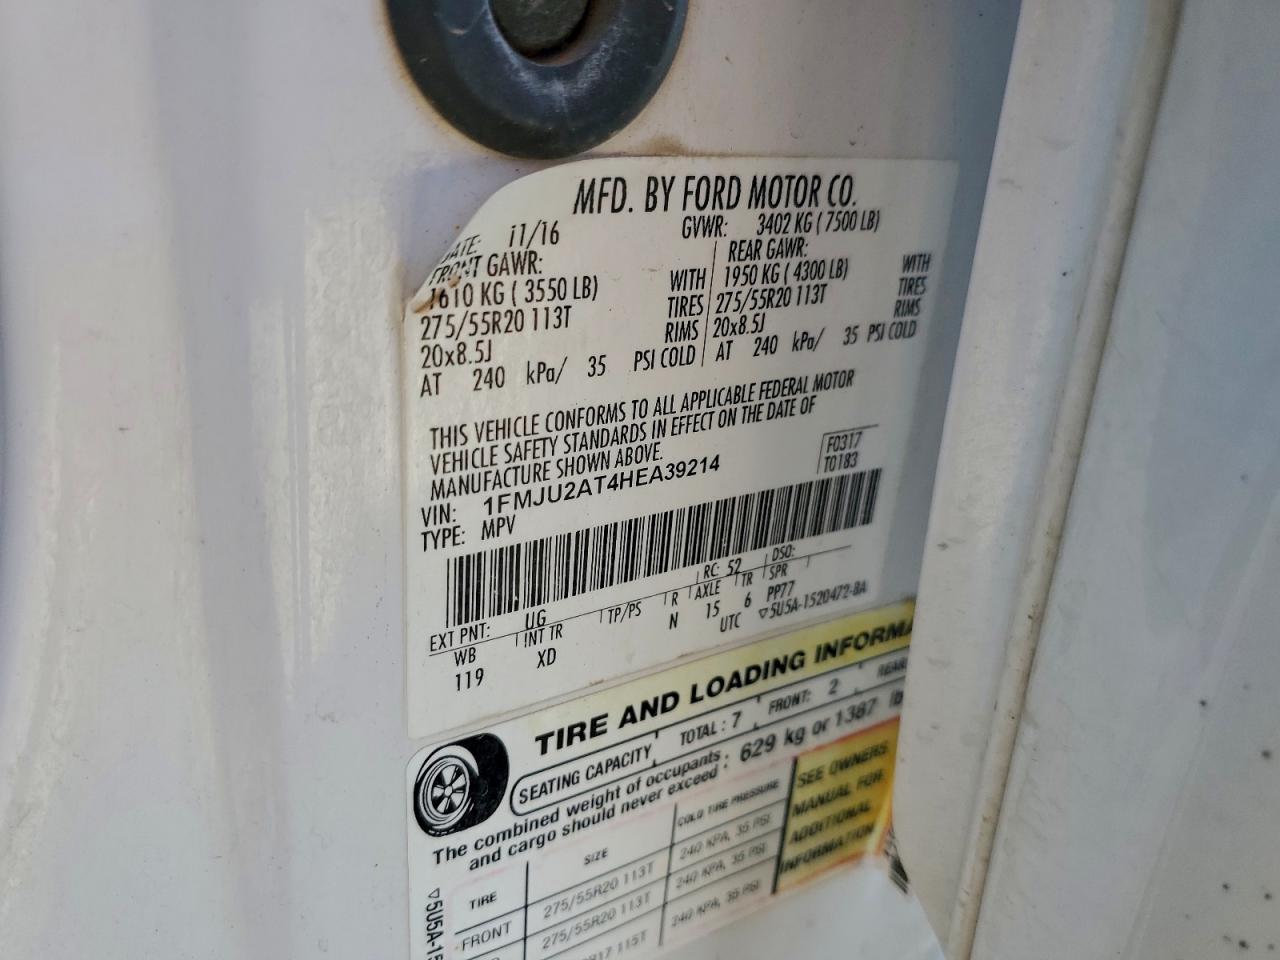 MFD. BY FORD MOTOR CO.
DATE: 11/16 GVWR: 3402 KG ( 7500 LB)
FRONT GAWR: REAR GAWR:
1610 KG ( 3550 LB) WITH 1950 KG ( 4300 LB) WITH
275/55R20 113T TIRES 275/55R20 113T TIRES
20x8.5J RIMS 20x8.5J RIMS
AT 240 kPa/ 35 PSI COLD AT 240 kPa/ 35 PSI COLD
THIS VEHICLE CONFORMS TO ALL APPLICABLE FEDERAL MOTOR
VEHICLE SAFETY STANDARDS IN EFFECT ON THE DATE OF
MANUFACTURE SHOWN ABOVE.
F0317
T0183
VIN: 1FMJU2AT4HEA39214
TYPE: MPV
EXT PNT: UG RC: 52 DSO:
WB INT TR TP/PS R AXLE TR SPR
119 XD N 15 6 PP77
UTC ▽5U5A-1520472-BA
TIRE AND LOADING INFORMA
SEATING CAPACITY TOTAL : 7 FRONT: 2 REAR
The combined weight of occupants and cargo should never exceed : 629 kg or 1387 lb
TIRE SIZE COLD TIRE PRESSURE
FRONT 275/55R20 113T 240 KPA, 35 PSI
275/55R20 113T 240 KPA, 35 PSI
R17 115T 240 KPA, 35 PSI
SEE OWNERS
MANUAL FOR
ADDITIONAL
INFORMATION
▽5U5A-15